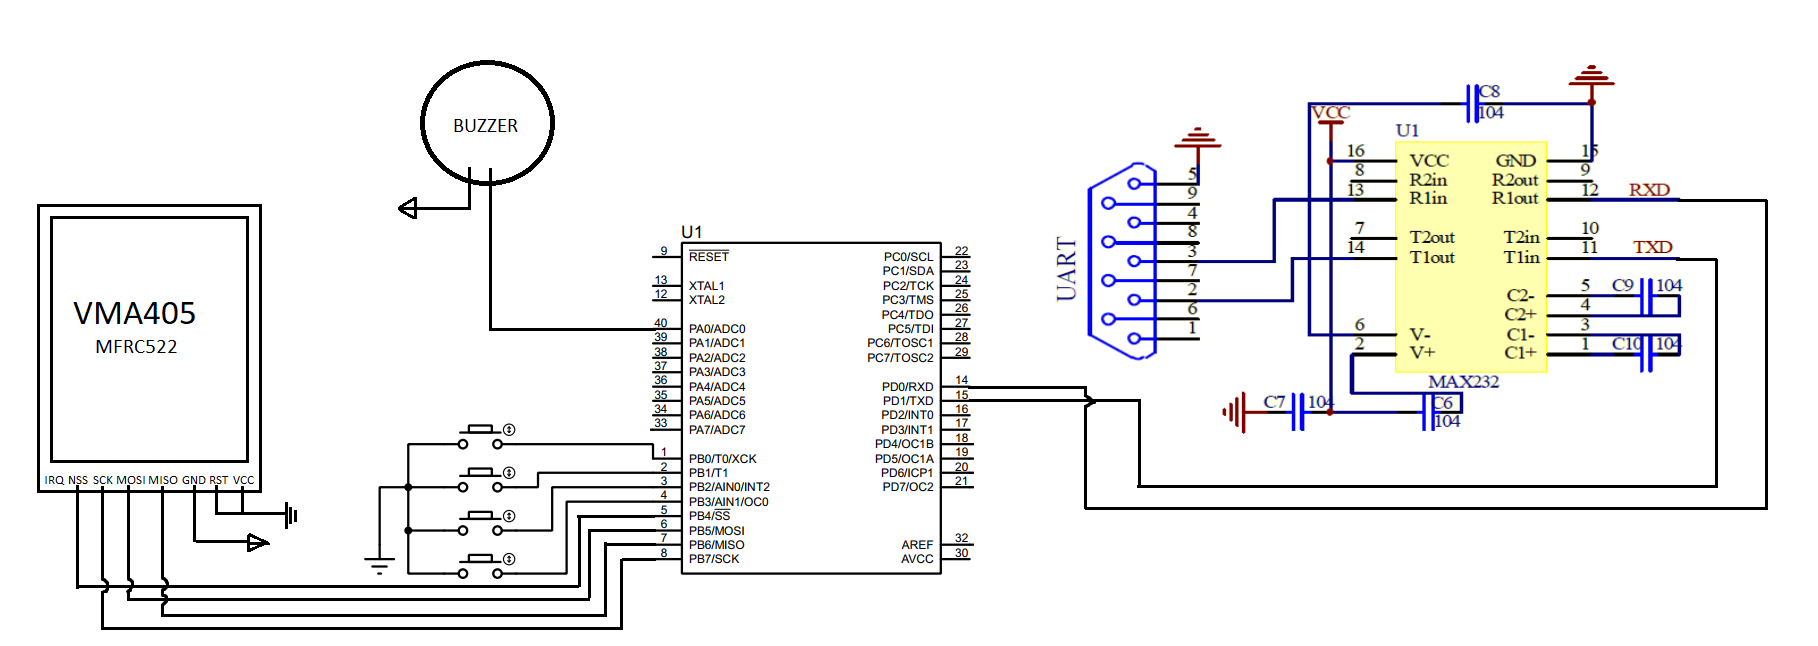 BUZZER
VMA405
MFRC522
IRQ NSS SCK MOSI MISO GND RST VCC
U1
9 RESET
13 XTAL1
12 XTAL2
40 PA0/ADC0
39 PA1/ADC1
38 PA2/ADC2
37 PA3/ADC3
36 PA4/ADC4
35 PA5/ADC5
34 PA6/ADC6
33 PA7/ADC7
1 PB0/T0/XCK
2 PB1/T1
3 PB2/AIN0/INT2
4 PB3/AIN1/OC0
5 PB4/SS
6 PB5/MOSI
7 PB6/MISO
8 PB7/SCK
PC0/SCL 22
PC1/SDA 23
PC2/TCK 24
PC3/TMS 25
PC4/TDO 26
PC5/TDI 27
PC6/TOSC1 28
PC7/TOSC2 29
PD0/RXD 14
PD1/TXD 15
PD2/INT0 16
PD3/INT1 17
PD4/OC1B 18
PD5/OC1A 19
PD6/ICP1 20
PD7/OC2 21
AREF 32
AVCC 30
UART
5
9
4
8
3
7
2
6
1
C8
104
VCC
U1
16 VCC GND 15
8 R2in R2out 9
13 R1in R1out 12 RXD
7 T2out T2in 10
14 T1out T1in 11 TXD
C2- 5 C9 104
C2+ 4
6 V- C1- 3
2 V+ C1+ 1 C10 104
MAX232
C7 104
C6
104